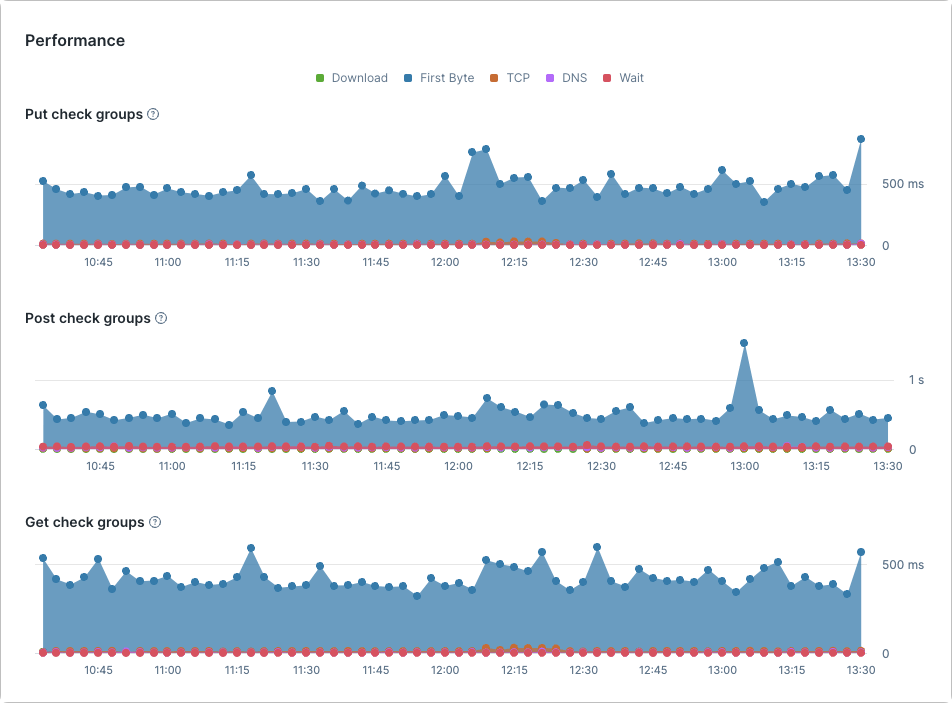 Performance
Download First Byte TCP DNS Wait
Put check groups ?
500 ms
0
10:45 11:00 11:15 11:30 11:45 12:00 12:15 12:30 12:45 13:00 13:15 13:30
Post check groups ?
1 s
0
10:45 11:00 11:15 11:30 11:45 12:00 12:15 12:30 12:45 13:00 13:15 13:30
Get check groups ?
500 ms
0
10:45 11:00 11:15 11:30 11:45 12:00 12:15 12:30 12:45 13:00 13:15 13:30